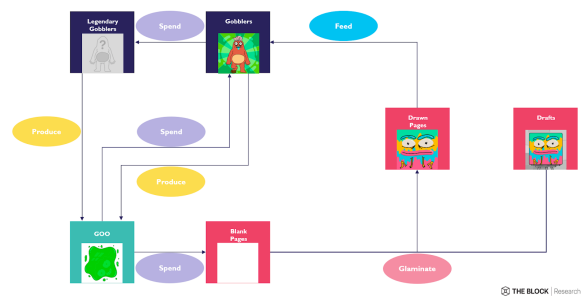 Legendary
Gobblers
Spend
Gobblers
Feed
Produce
Spend
Produce
Drawn
Pages
Drafts
GOO
Spend
Blank
Pages
Glaminate
THE BLOCK | Research